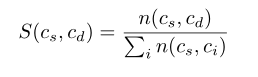 S(c_s, c_d) = \frac{n(c_s, c_d)}{\sum_i n(c_s, c_i)}